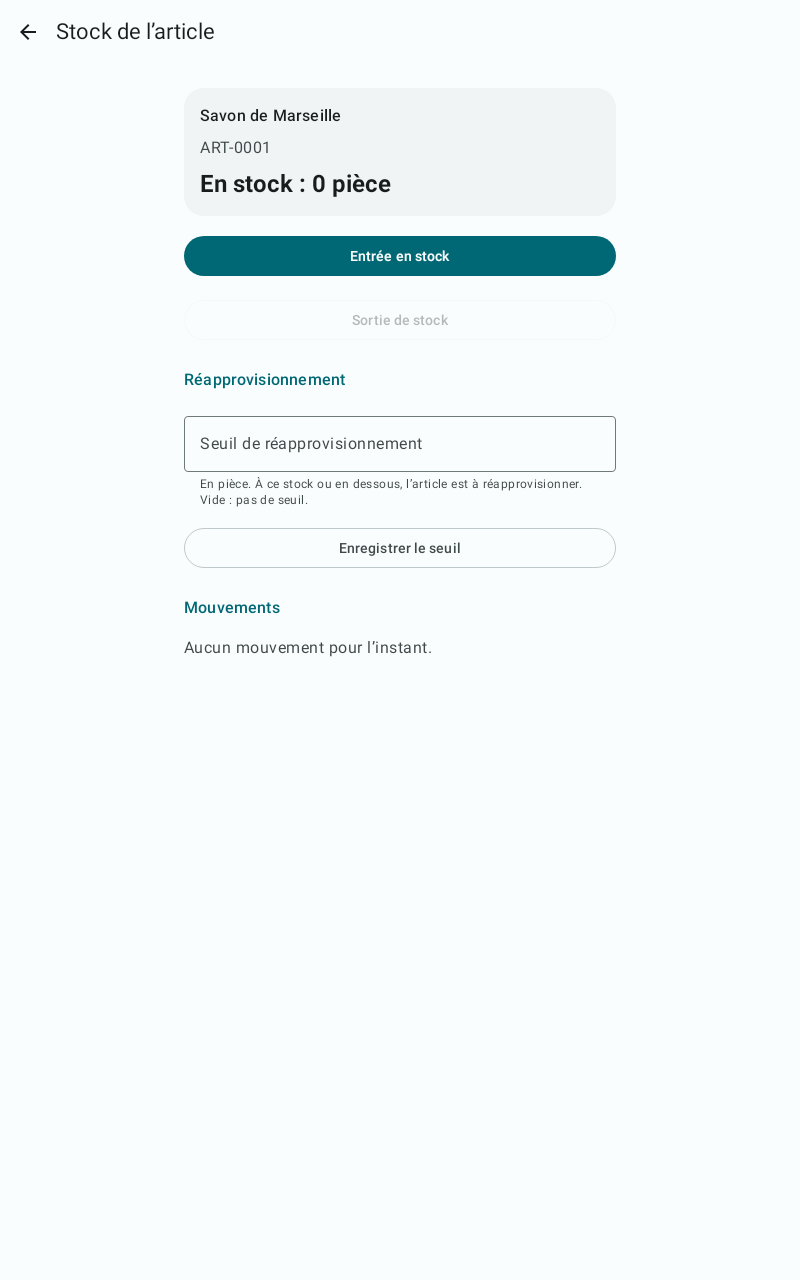 Stock de l’article
Savon de Marseille
ART-0001
En stock : 0 pièce
Entrée en stock
Sortie de stock
Réapprovisionnement
Seuil de réapprovisionnement
En pièce. À ce stock ou en dessous, l’article est à réapprovisionner.
Vide : pas de seuil.
Enregistrer le seuil
Mouvements
Aucun mouvement pour l’instant.